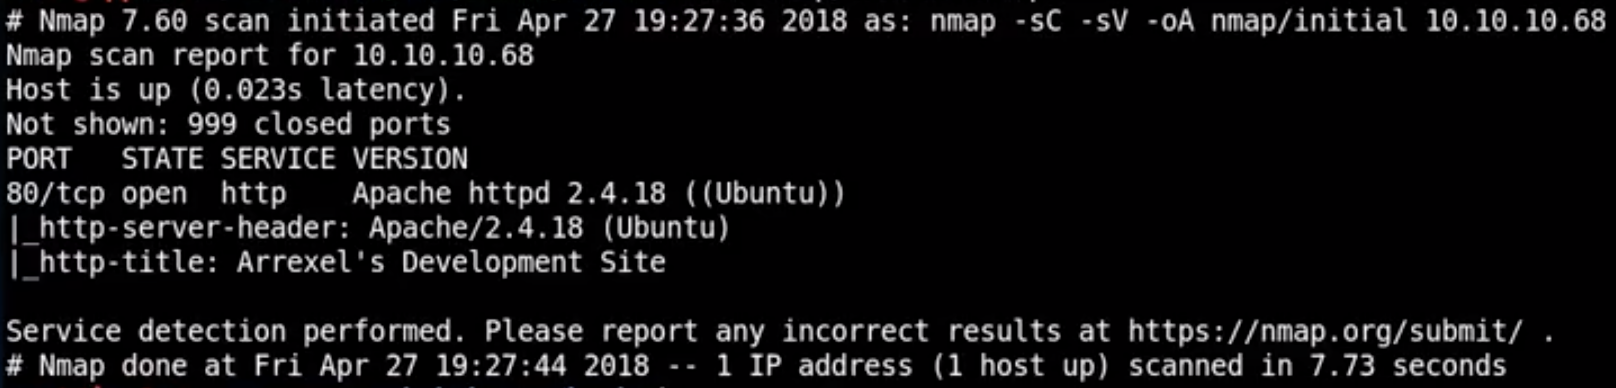 # Nmap 7.60 scan initiated Fri Apr 27 19:27:36 2018 as: nmap -sC -sV -oA nmap/initial 10.10.10.68
Nmap scan report for 10.10.10.68
Host is up (0.023s latency).
Not shown: 999 closed ports
PORT   STATE SERVICE VERSION
80/tcp open  http    Apache httpd 2.4.18 ((Ubuntu))
|_http-server-header: Apache/2.4.18 (Ubuntu)
|_http-title: Arrexel's Development Site
Service detection performed. Please report any incorrect results at https://nmap.org/submit/ .
# Nmap done at Fri Apr 27 19:27:44 2018 -- 1 IP address (1 host up) scanned in 7.73 seconds